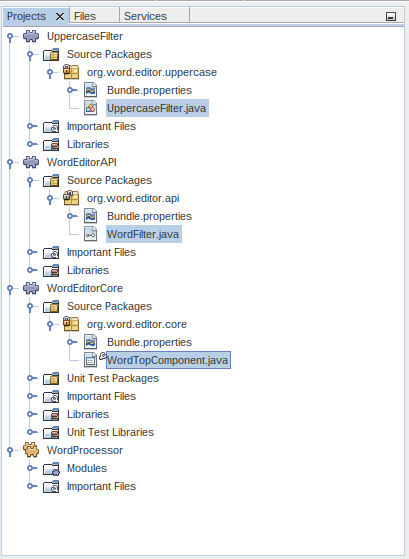 Projects Files Services
UppercaseFilter
Source Packages
org.word.editor.uppercase
Bundle.properties
UppercaseFilter.java
Important Files
Libraries
WordEditorAPI
Source Packages
org.word.editor.api
Bundle.properties
WordFilter.java
Important Files
Libraries
WordEditorCore
Source Packages
org.word.editor.core
Bundle.properties
WordTopComponent.java
Unit Test Packages
Important Files
Libraries
Unit Test Libraries
WordProcessor
Modules
Important Files